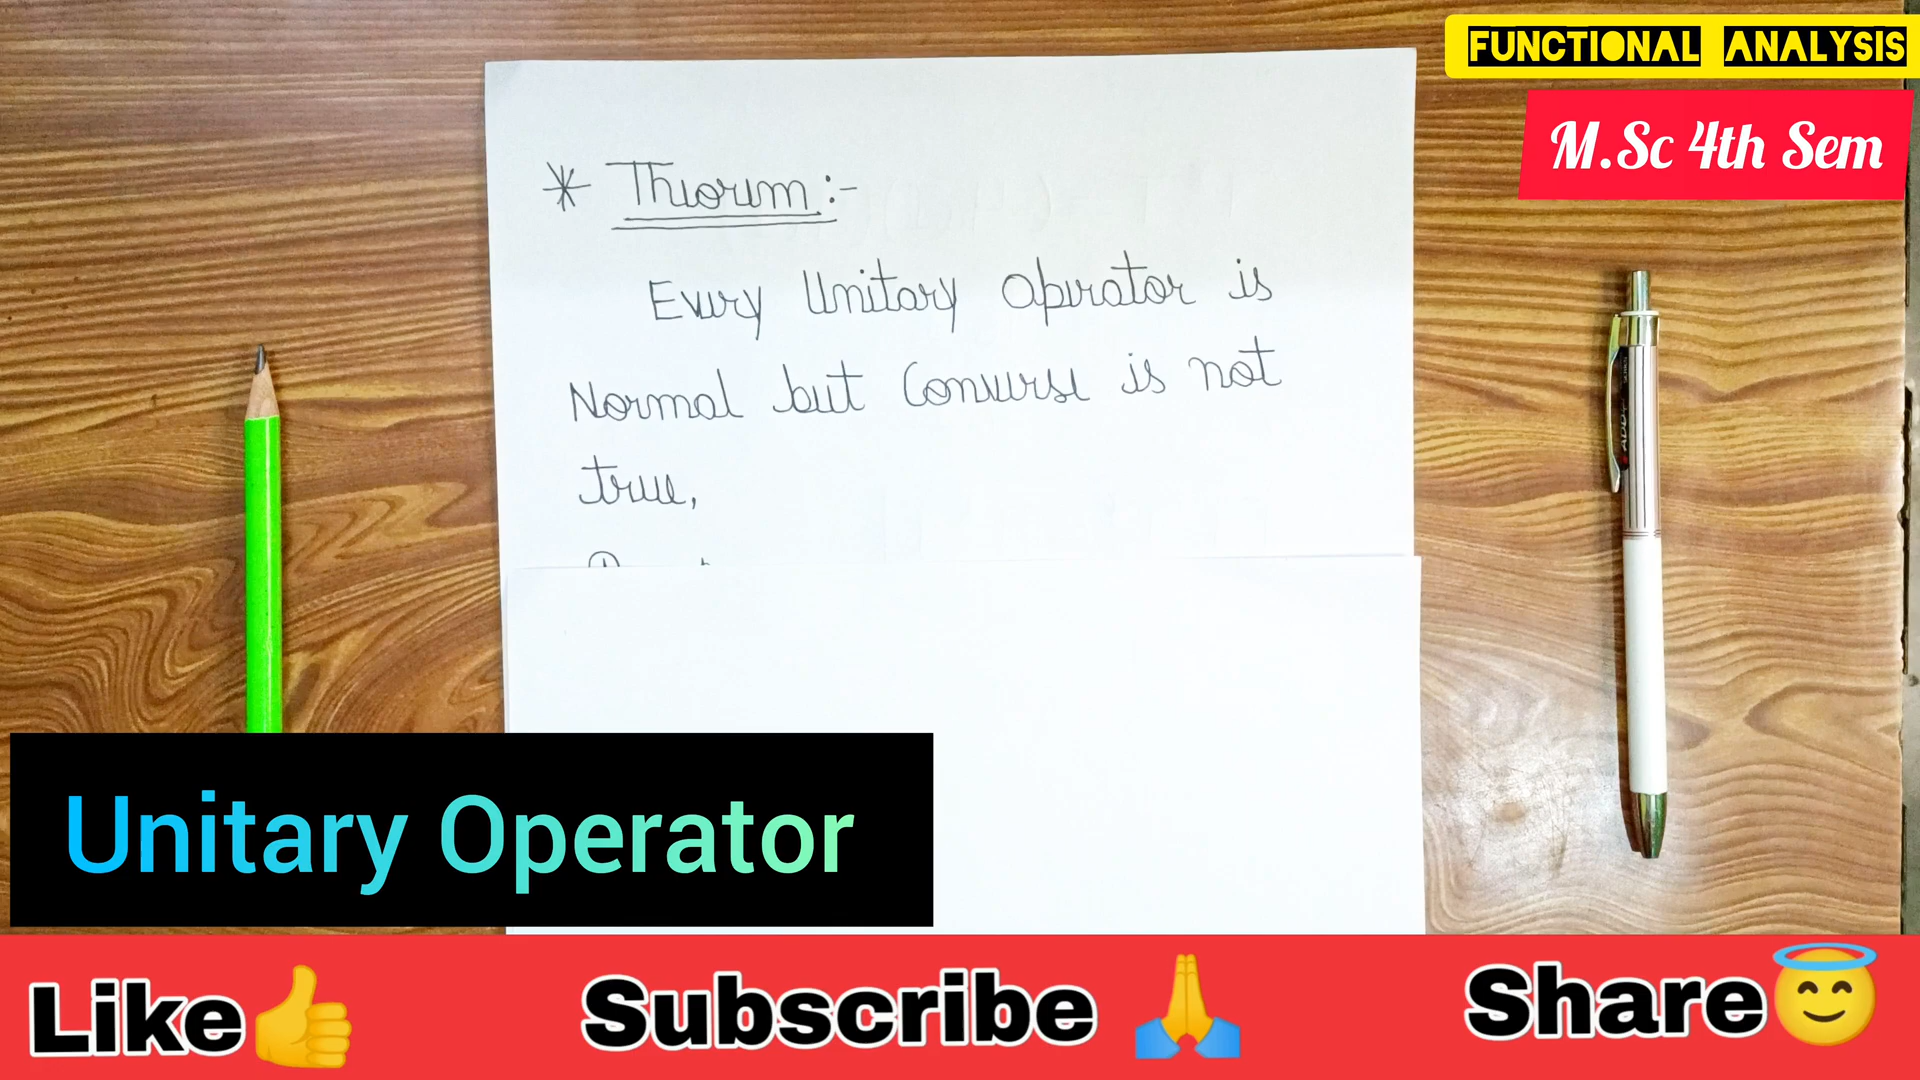 FUNCTIONAL ANALYSIS
M.Sc 4th Sem
* Theorem :-
Every Unitary Operator is
Normal but Converse is not
true,
Unitary Operator
Like👍 Subscribe 🙏 Share😇